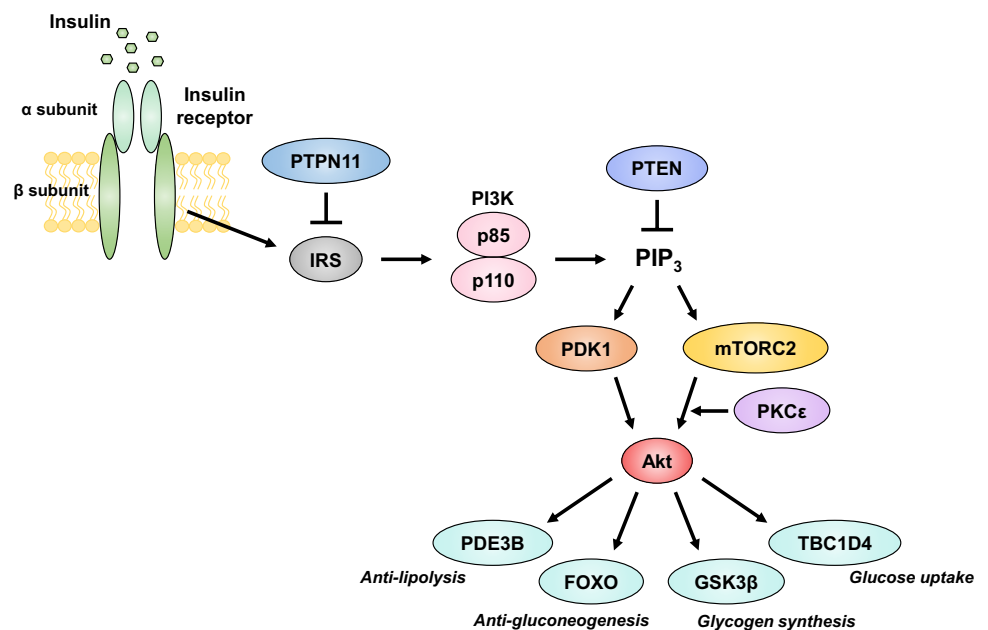 Insulin
α subunit
Insulin
receptor
β subunit
PTPN11
IRS
PI3K
p85
p110
PTEN
PIP₃
PDK1
mTORC2
PKCε
Akt
PDE3B
Anti-lipolysis
FOXO
Anti-gluconeogenesis
GSK3β
Glycogen synthesis
TBC1D4
Glucose uptake